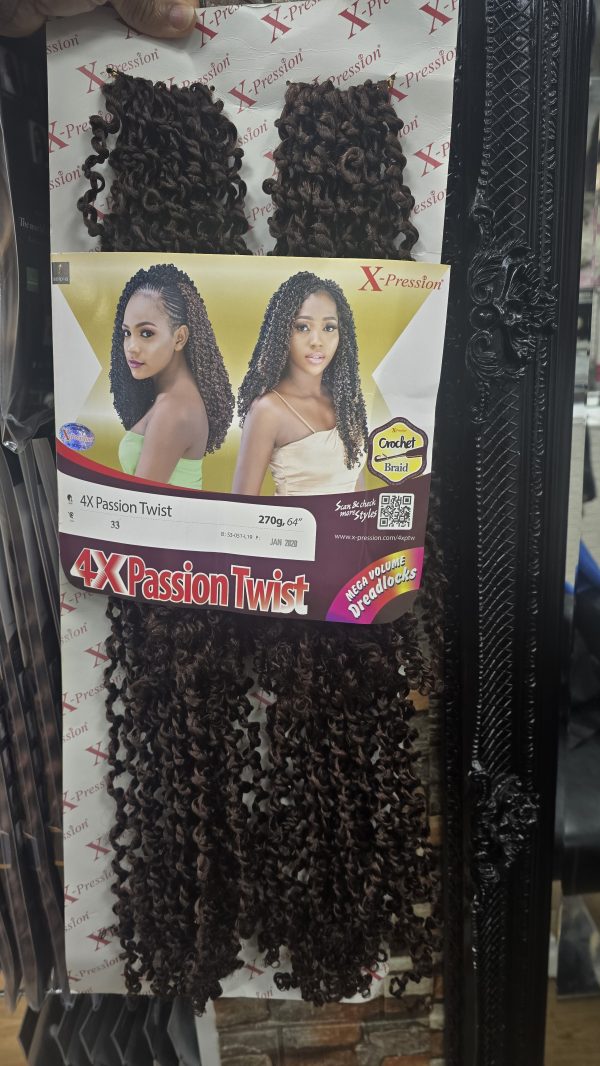 X-Pression
X-Pression
Crochet
Braid
4X Passion Twist
270g, 64"
33
JAN 2020
Scan & check
more Styles
www.x-pression.com/4xptw
4X Passion Twist
MEGA VOLUME
Dreadlocks